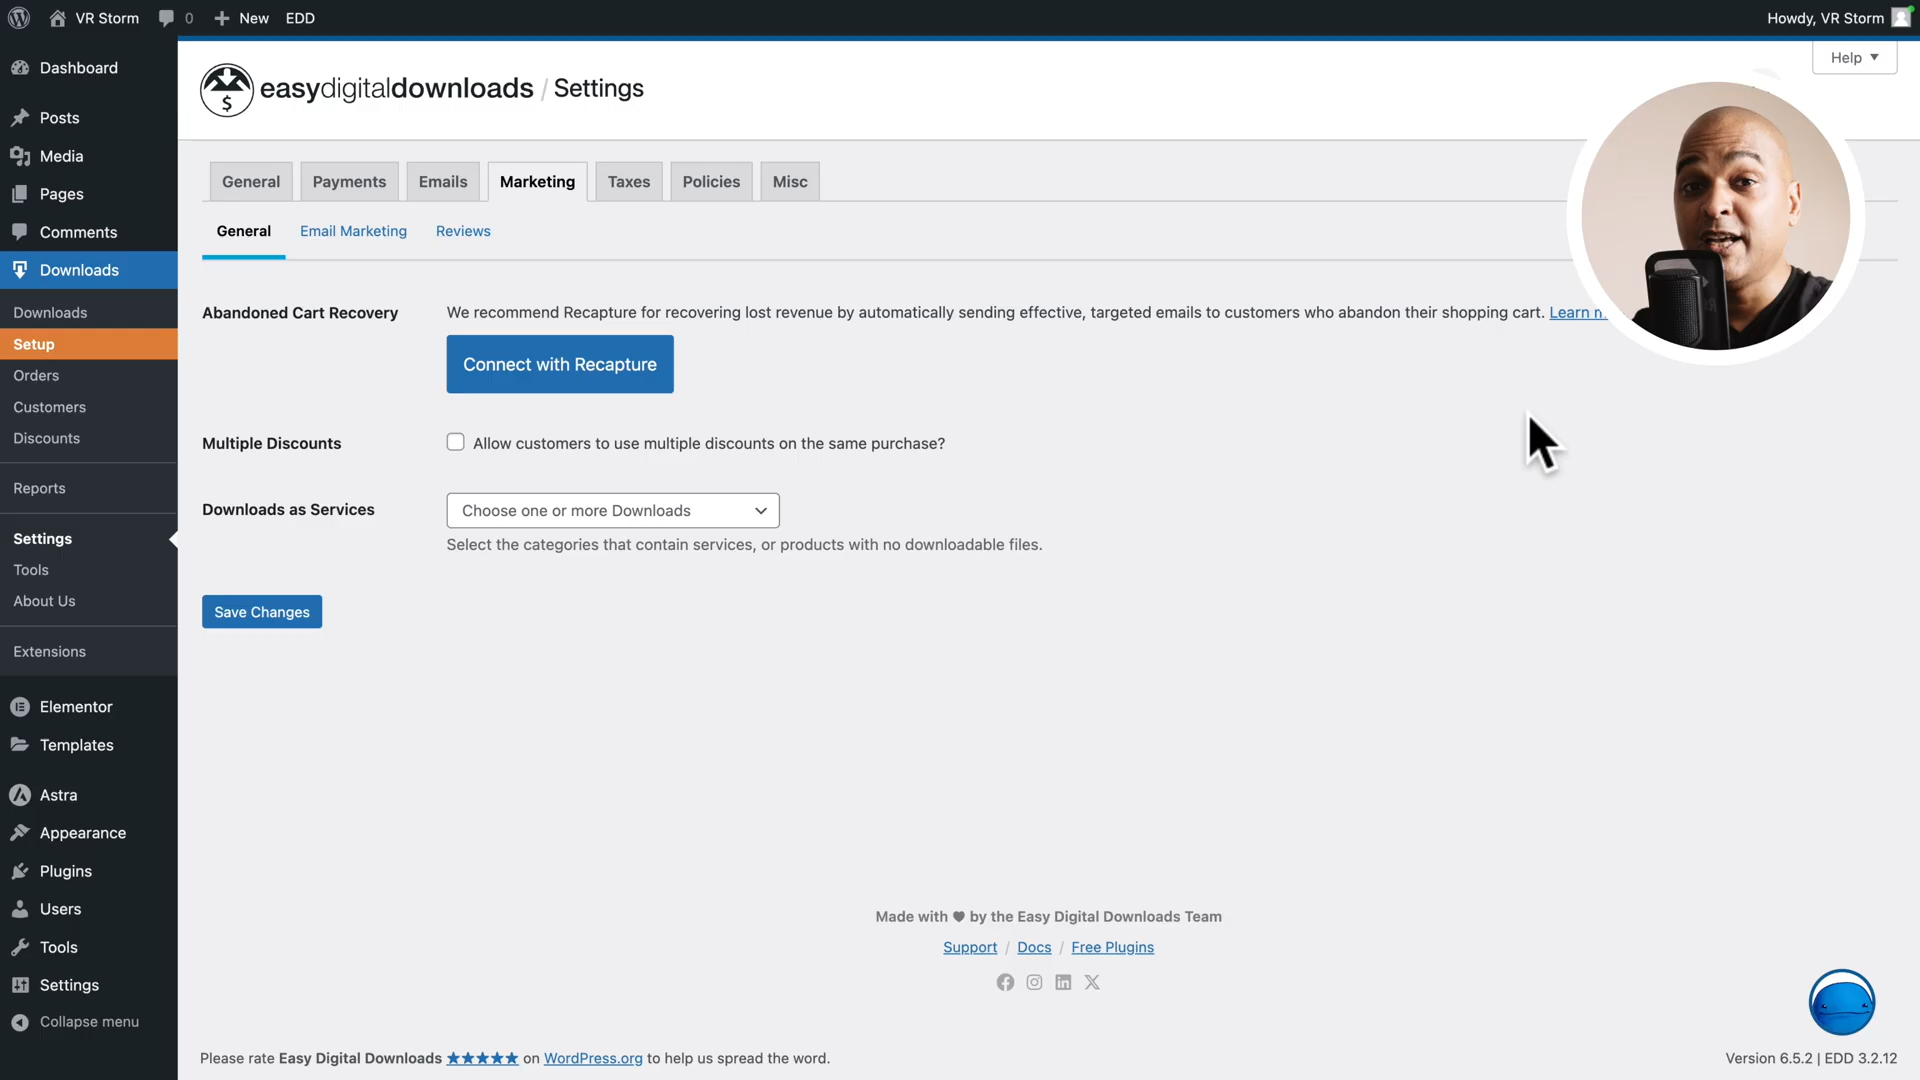 VR Storm
0
New
EDD
Howdy, VR Storm
Help
easydigitaldownloads / Settings
Dashboard
Posts
Media
Pages
Comments
Downloads
Downloads
Setup
Orders
Customers
Discounts
Reports
Settings
Tools
About Us
Extensions
Elementor
Templates
Astra
Appearance
Plugins
Users
Tools
Settings
Collapse menu
General
Payments
Emails
Marketing
Taxes
Policies
Misc
General
Email Marketing
Reviews
Abandoned Cart Recovery
We recommend Recapture for recovering lost revenue by automatically sending effective, targeted emails to customers who abandon their shopping cart. Learn
Connect with Recapture
Multiple Discounts
Allow customers to use multiple discounts on the same purchase?
Downloads as Services
Choose one or more Downloads
Select the categories that contain services, or products with no downloadable files.
Save Changes
Made with ♥ by the Easy Digital Downloads Team
Support / Docs / Free Plugins
Please rate Easy Digital Downloads ★★★★★ on WordPress.org to help us spread the word.
Version 6.5.2 | EDD 3.2.12